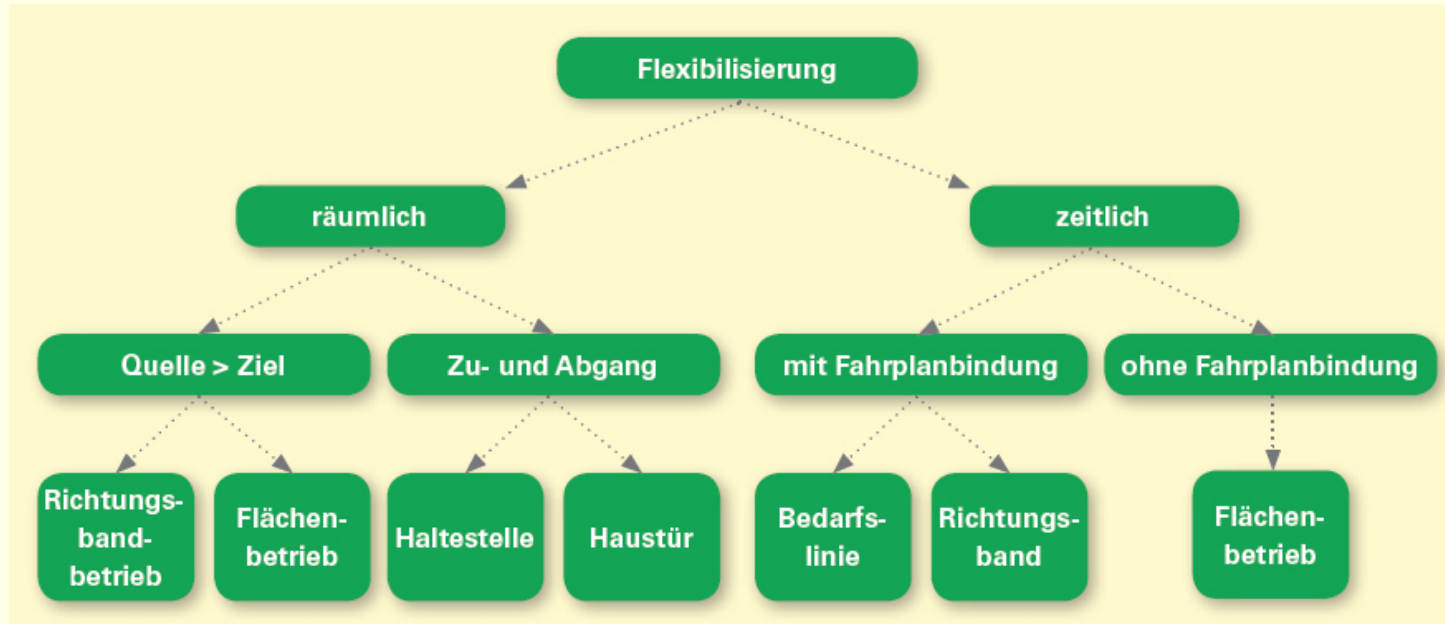 Flexibilisierung
räumlich
zeitlich
Quelle > Ziel
Zu- und Abgang
mit Fahrplanbindung
ohne Fahrplanbindung
Richtungs-
band-
betrieb
Flächen-
betrieb
Haltestelle
Haustür
Bedarfs-
linie
Richtungs-
band
Flächen-
betrieb